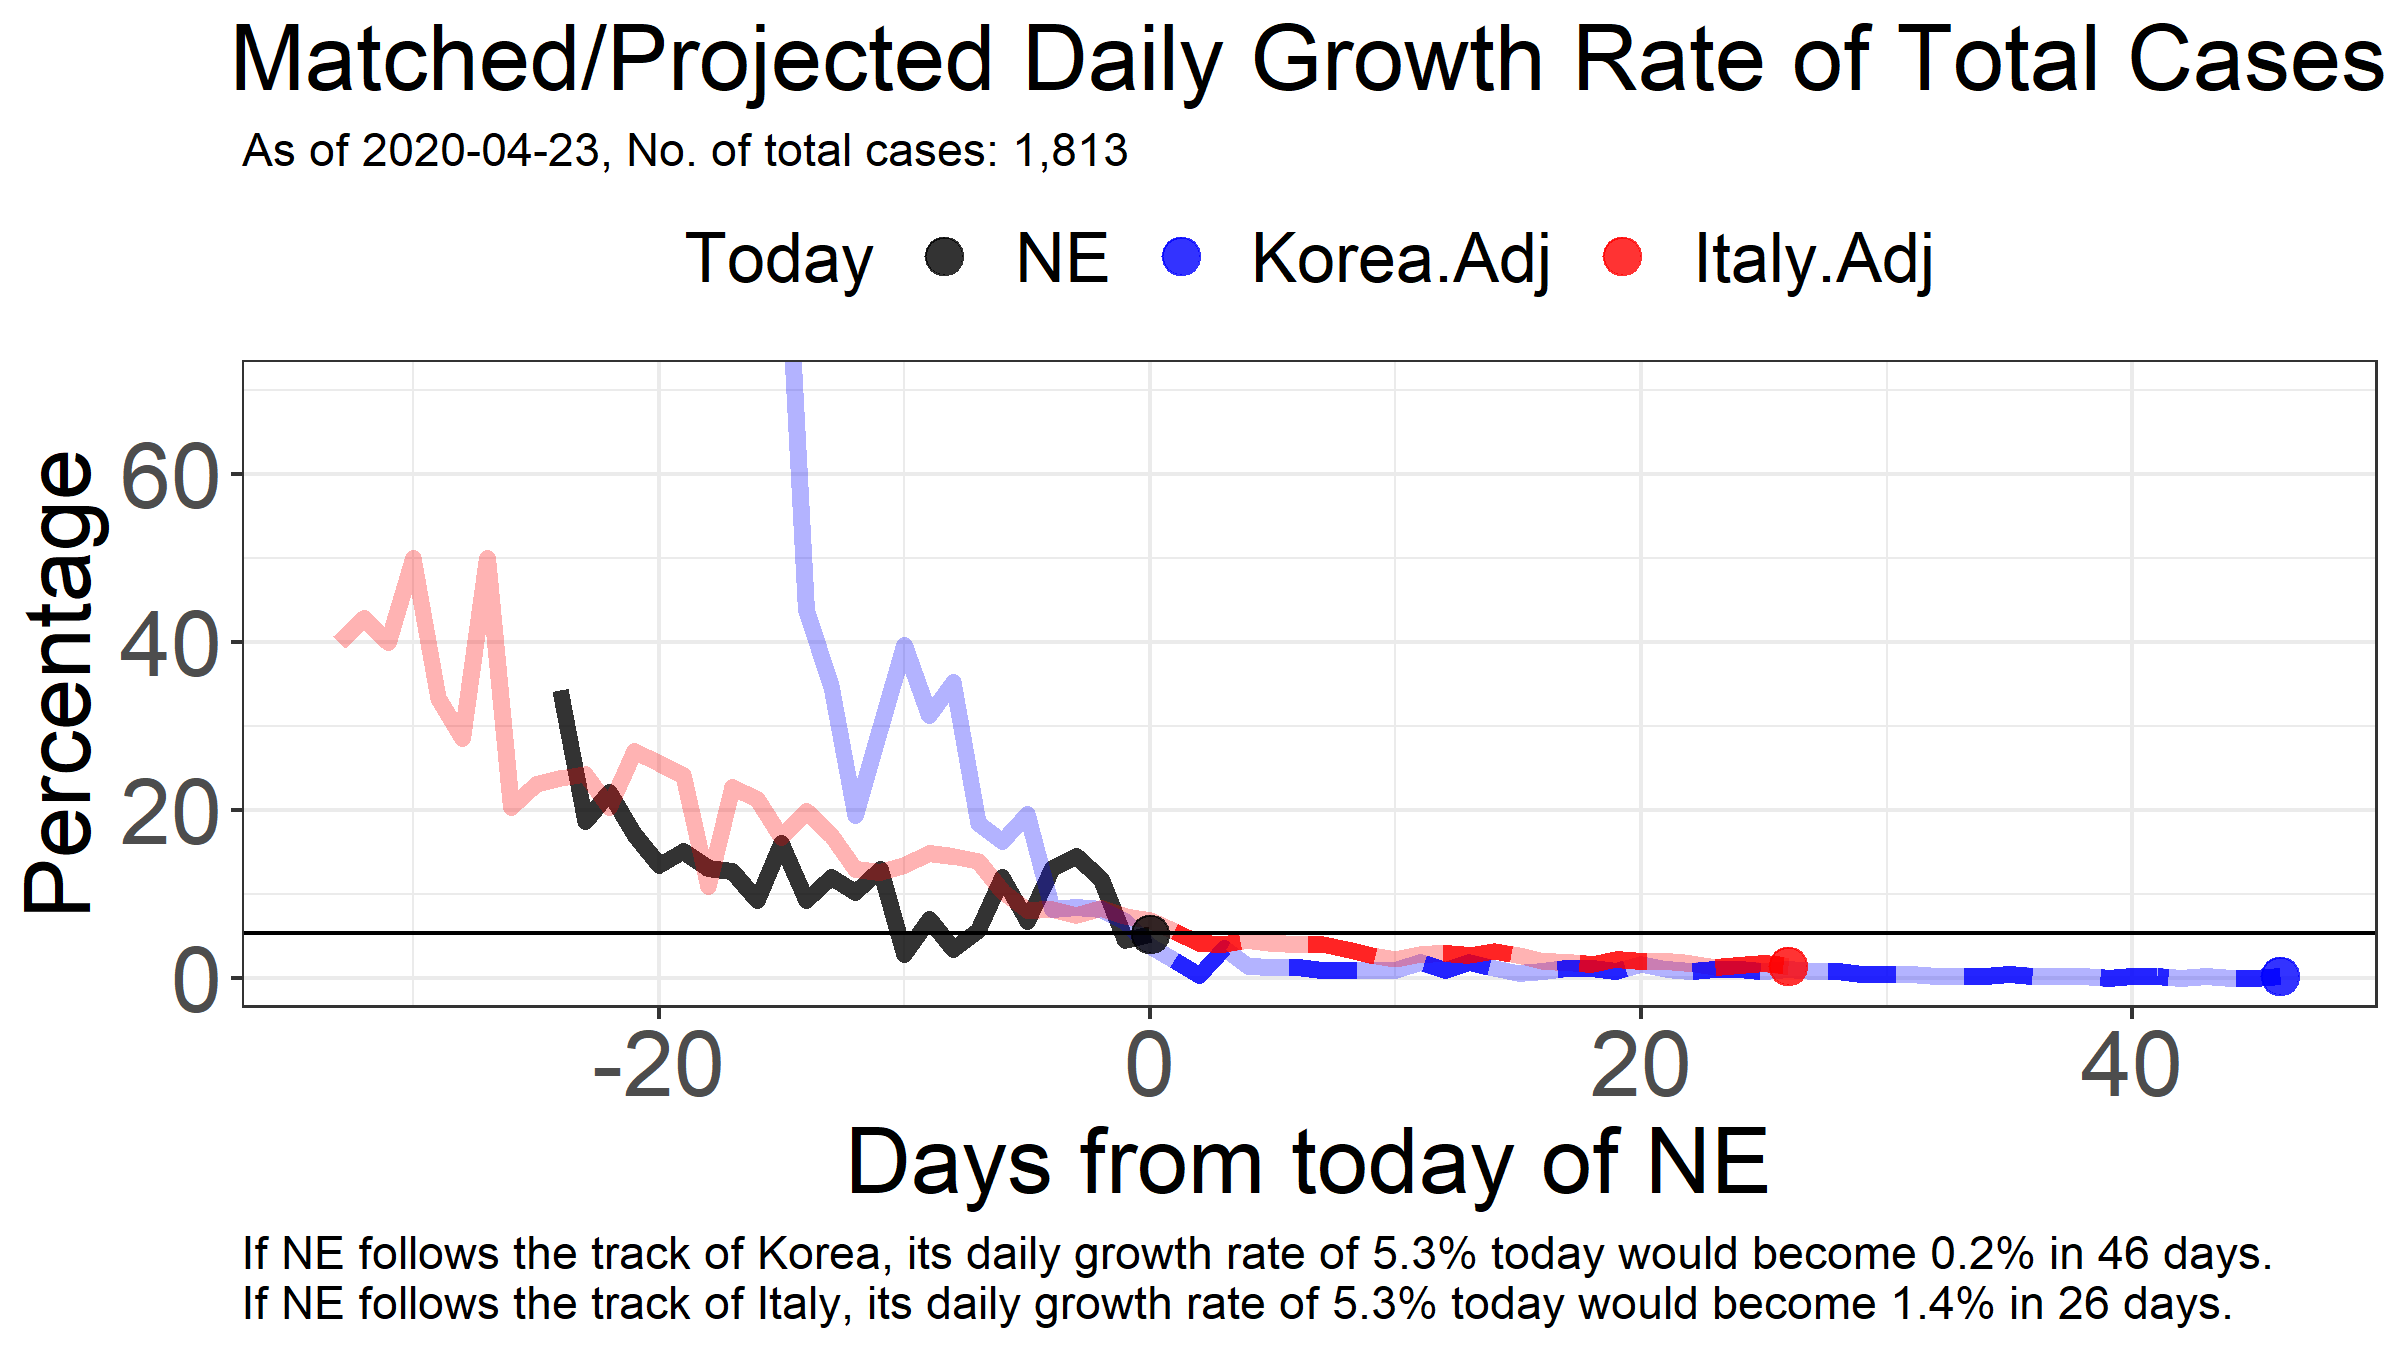 Matched/Projected Daily Growth Rate of Total Cases
As of 2020-04-23, No. of total cases: 1,813
Today NE Korea.Adj Italy.Adj
Percentage
60
40
20
0
-20 0 20 40
Days from today of NE
If NE follows the track of Korea, its daily growth rate of 5.3% today would become 0.2% in 46 days.
If NE follows the track of Italy, its daily growth rate of 5.3% today would become 1.4% in 26 days.